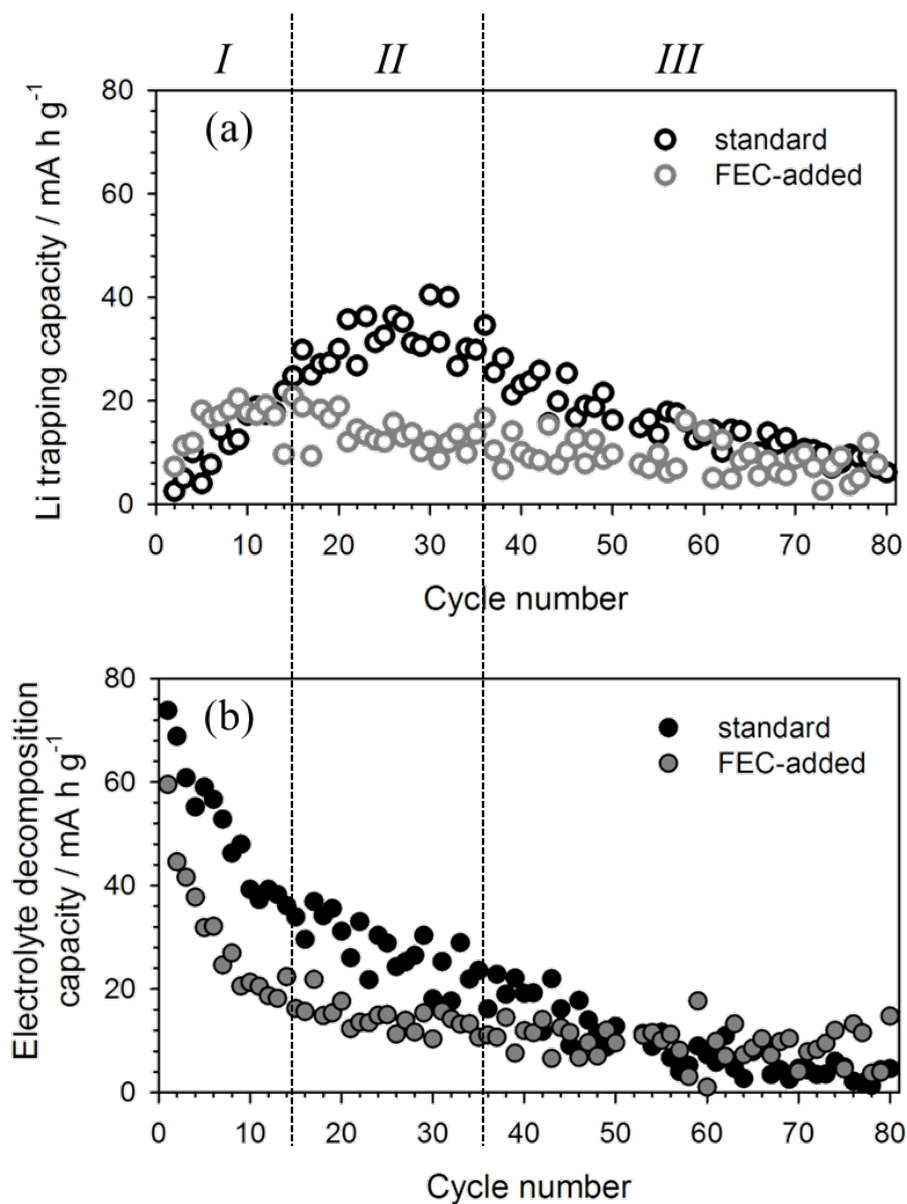 I II III
80
60
40
20
0
Li trapping capacity / mA h g⁻¹
(a)
standard
FEC-added
0 10 20 30 40 50 60 70 80
Cycle number
80
60
40
20
0
Electrolyte decomposition
capacity / mA h g⁻¹
(b)
standard
FEC-added
0 10 20 30 40 50 60 70 80
Cycle number